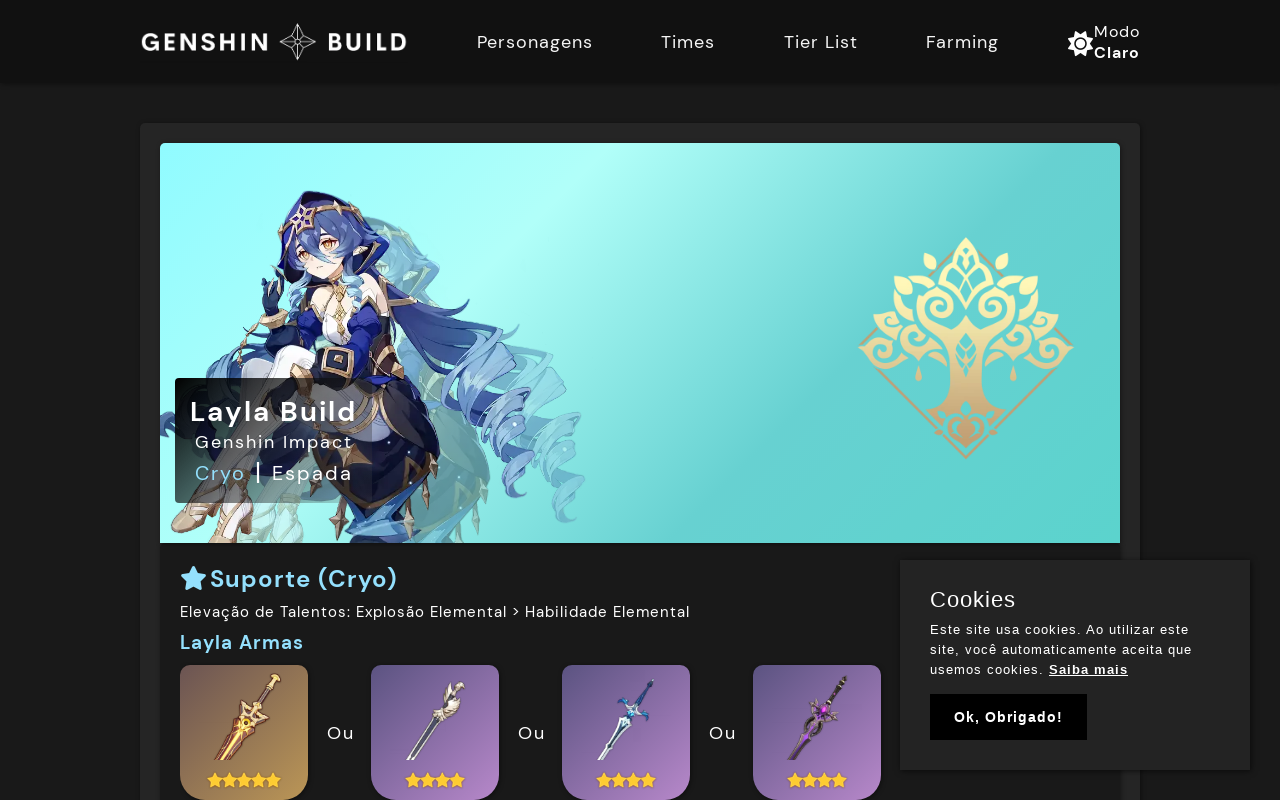 GENSHIN BUILD
Personagens
Times
Tier List
Farming
Modo
Claro
Layla Build
Genshin Impact
Cryo | Espada
Suporte (Cryo)
Elevação de Talentos: Explosão Elemental > Habilidade Elemental
Layla Armas
Ou
Ou
Ou
Cookies
Este site usa cookies. Ao utilizar este
site, você automaticamente aceita que
usemos cookies. Saiba mais
Ok, Obrigado!